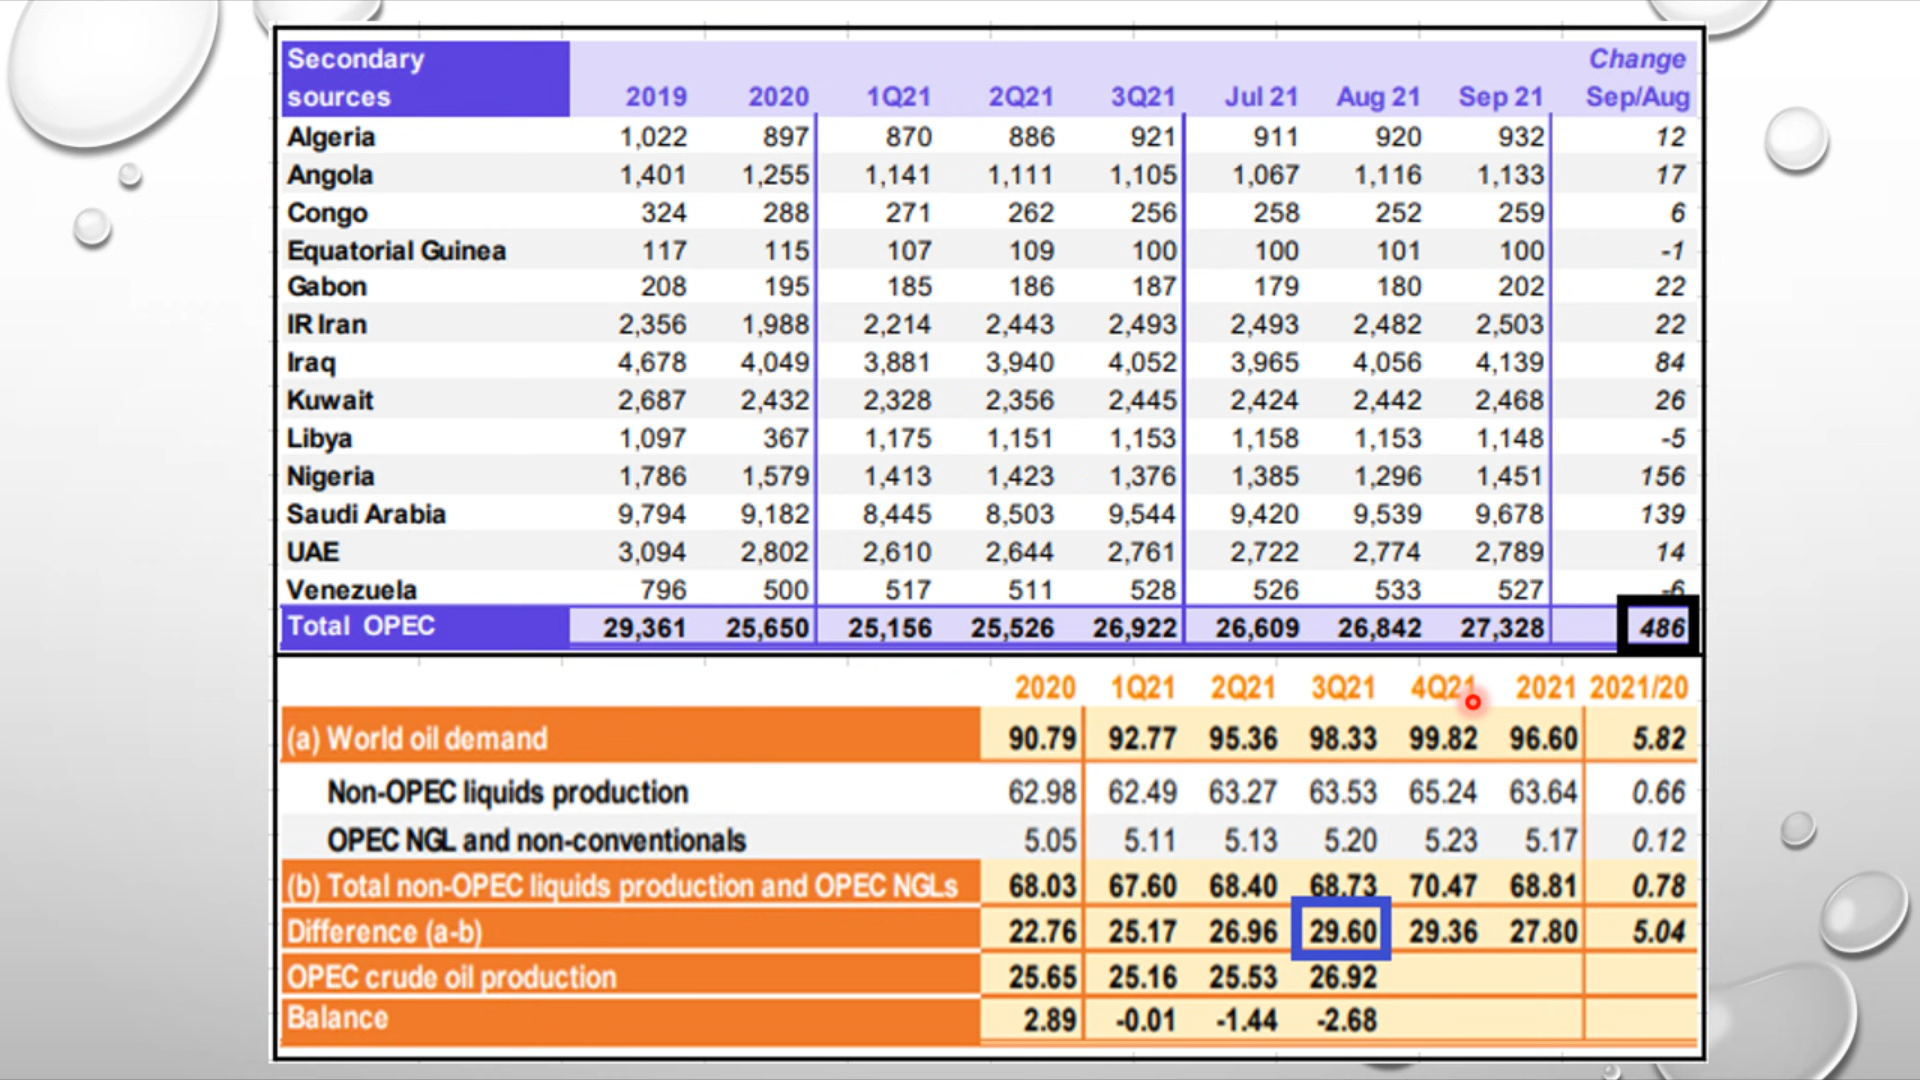 Secondary Change
sources 2019 2020 1Q21 2Q21 3Q21 Jul 21 Aug 21 Sep 21 Sep/Aug
Algeria 1,022 897 870 886 921 911 920 932 12
Angola 1,401 1,255 1,141 1,111 1,105 1,067 1,116 1,133 17
Congo 324 288 271 262 256 258 252 259 6
Equatorial Guinea 117 115 107 109 100 100 101 100 -1
Gabon 208 195 185 186 187 179 180 202 22
IR Iran 2,356 1,988 2,214 2,443 2,493 2,493 2,482 2,503 22
Iraq 4,678 4,049 3,881 3,940 4,052 3,965 4,056 4,139 84
Kuwait 2,687 2,432 2,328 2,356 2,445 2,424 2,442 2,468 26
Libya 1,097 367 1,175 1,151 1,153 1,158 1,153 1,148 -5
Nigeria 1,786 1,579 1,413 1,423 1,376 1,385 1,296 1,451 156
Saudi Arabia 9,794 9,182 8,445 8,503 9,544 9,420 9,539 9,678 139
UAE 3,094 2,802 2,610 2,644 2,761 2,722 2,774 2,789 14
Venezuela 796 500 517 511 528 526 533 527 -6
Total OPEC 29,361 25,650 25,156 25,526 26,922 26,609 26,842 27,328 486
2020 1Q21 2Q21 3Q21 4Q21 2021 2021/20
(a) World oil demand 90.79 92.77 95.36 98.33 99.82 96.60 5.82
Non-OPEC liquids production 62.98 62.49 63.27 63.53 65.24 63.64 0.66
OPEC NGL and non-conventionals 5.05 5.11 5.13 5.20 5.23 5.17 0.12
(b) Total non-OPEC liquids production and OPEC NGLs 68.03 67.60 68.40 68.73 70.47 68.81 0.78
Difference (a-b) 22.76 25.17 26.96 29.60 29.36 27.80 5.04
OPEC crude oil production 25.65 25.16 25.53 26.92
Balance 2.89 -0.01 -1.44 -2.68